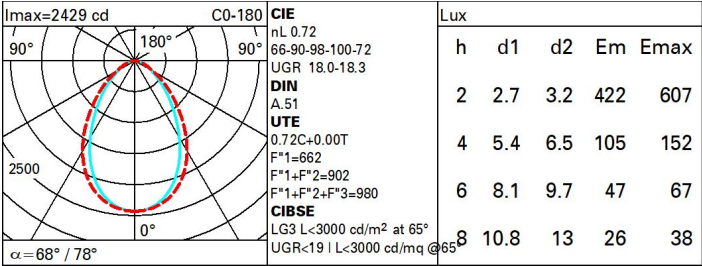 Imax=2429 cd C0-180
90° 180° 90°
2500
0°
α=68° / 78°
CIE
nL 0.72
66-90-98-100-72
UGR 18.0-18.3
DIN
A.51
UTE
0.72C+0.00T
F"1=662
F"1+F"2=902
F"1+F"2+F"3=980
CIBSE
LG3 L<3000 cd/m² at 65°
UGR<19 | L<3000 cd/mq @65°
Lux
h d1 d2 Em Emax
2 2.7 3.2 422 607
4 5.4 6.5 105 152
6 8.1 9.7 47 67
8 10.8 13 26 38